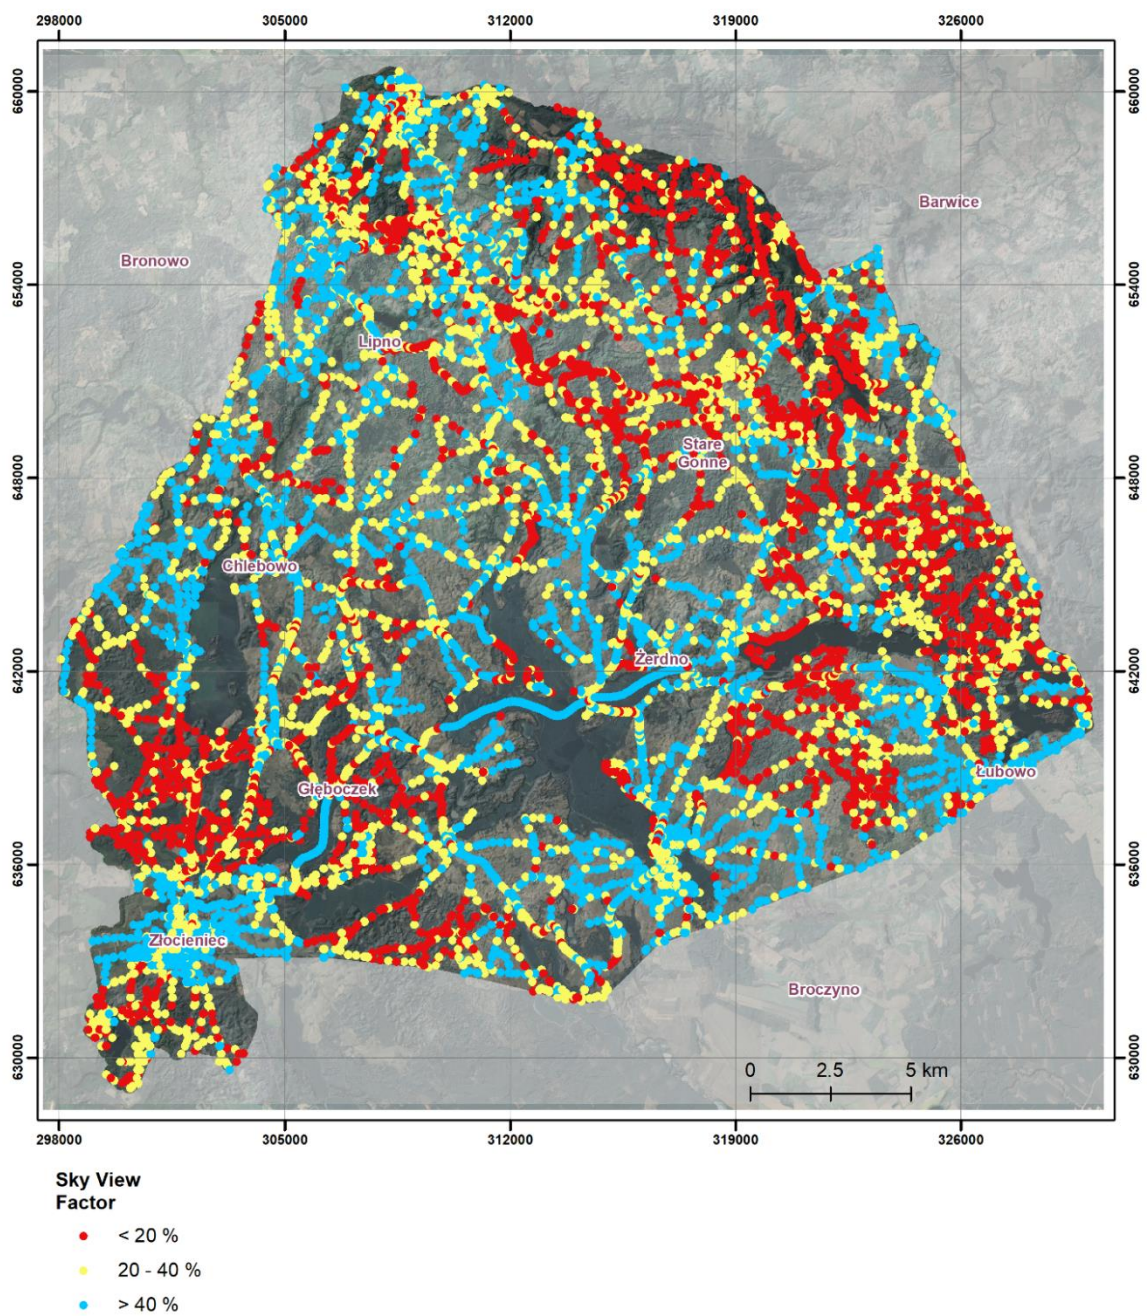 298000 305000 312000 319000 326000
660000 660000
Barwice
Bronowo
654000 654000
Lipno
Stare
Gonne
648000 648000
Chlebowo
Żerdno
642000 642000
Łubowo
Głęboczek
636000 636000
Złocieniec
Broczyno
630000 630000
0 2.5 5 km
298000 305000 312000 319000 326000
Sky View
Factor
< 20 %
20 - 40 %
> 40 %